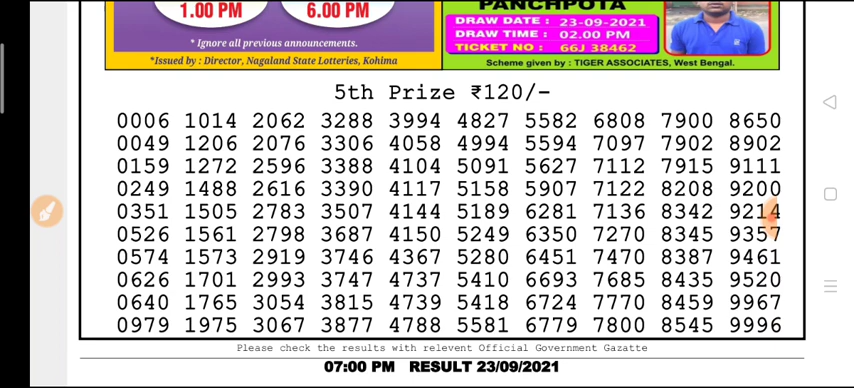 1.00 PM 6.00 PM
* Ignore all previous announcements.
*Issued by : Director, Nagaland State Lotteries, Kohima
PANCHPOTA
DRAW DATE : 23-09-2021
DRAW TIME : 02.00 PM
TICKET NO : 66J 38462
Scheme given by : TIGER ASSOCIATES, West Bengal.
5th Prize ₹120/-
0006 1014 2062 3288 3994 4827 5582 6808 7900 8650
0049 1206 2076 3306 4058 4994 5594 7097 7902 8902
0159 1272 2596 3388 4104 5091 5627 7112 7915 9111
0249 1488 2616 3390 4117 5158 5907 7122 8208 9200
0351 1505 2783 3507 4144 5189 6281 7136 8342 9214
0526 1561 2798 3687 4150 5249 6350 7270 8345 9357
0574 1573 2919 3746 4367 5280 6451 7470 8387 9461
0626 1701 2993 3747 4737 5410 6693 7685 8435 9520
0640 1765 3054 3815 4739 5418 6724 7770 8459 9967
0979 1975 3067 3877 4788 5581 6779 7800 8545 9996
Please check the results with relevent Official Government Gazatte
07:00 PM RESULT 23/09/2021